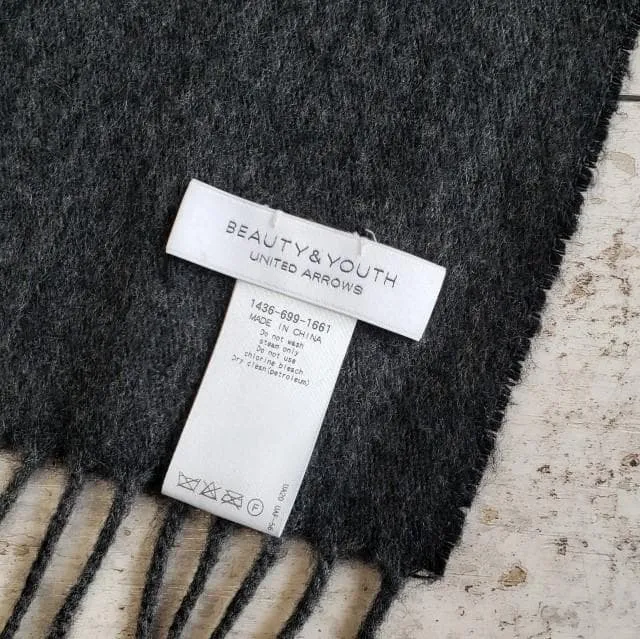 BEAUTY&YOUTH
UNITED ARROWS
1436-699-1661
MADE IN CHINA
Do not wash
steam only
Do not use
chlorine bleach
Dry clean(petroleum)
F